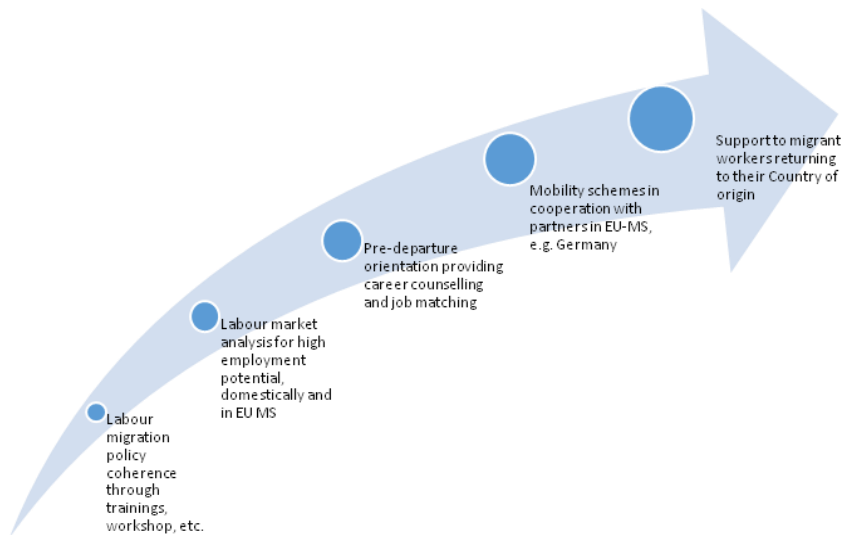 Labour
migration
policy
coherence
through
trainings,
workshop, etc.
Labour market
analysis for high
employment
potential,
domestically and
in EU MS
Pre-departure
orientation providing
career counselling
and job matching
Mobility schemes in
cooperation with
partners in EU-MS,
e.g. Germany
Support to migrant
workers returning
to their Country of
origin